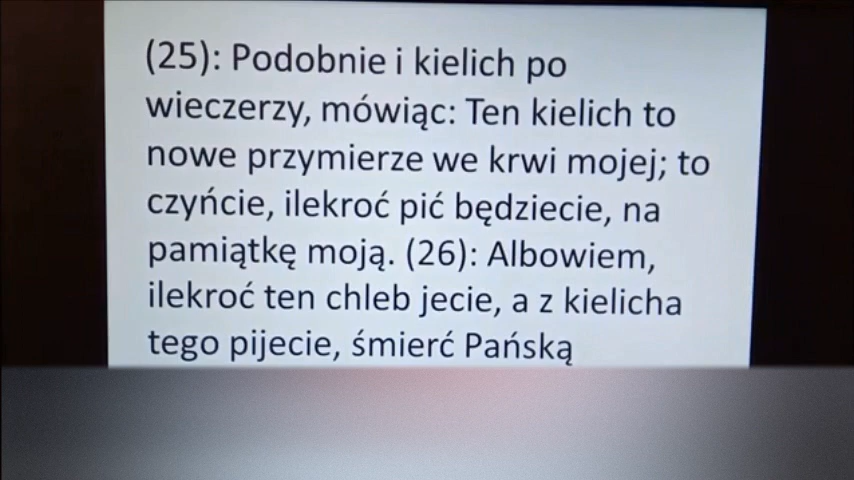 (25): Podobnie i kielich po
wieczerzy, mówiąc: Ten kielich to
nowe przymierze we krwi mojej; to
czyńcie, ilekroć pić będziecie, na
pamiątkę moją. (26): Albowiem,
ilekroć ten chleb jecie, a z kielicha
tego pijecie, śmierć Pańską